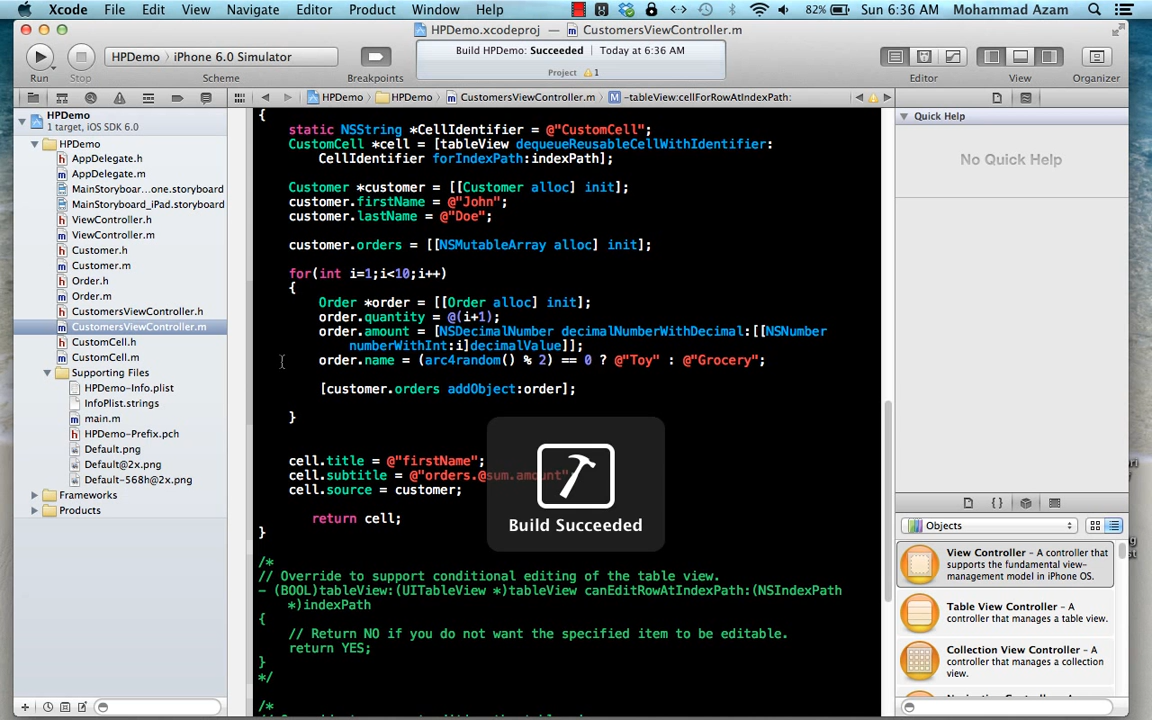 Xcode File Edit View Navigate Editor Product Window Help 82% Sun 6:36 AM Mohammad Azam
HPDemo.xcodeproj — CustomersViewController.m
Run Stop HPDemo iPhone 6.0 Simulator Scheme Breakpoints
Build HPDemo: Succeeded Today at 6:36 AM
Project 1
Editor View Organizer
HPDemo HPDemo CustomersViewController.m -tableView:cellForRowAtIndexPath:
HPDemo
1 target, iOS SDK 6.0
HPDemo
AppDelegate.h
AppDelegate.m
MainStoryboard...one.storyboard
MainStoryboard_iPad.storyboard
ViewController.h
ViewController.m
Customer.h
Customer.m
Order.h
Order.m
CustomersViewController.h
CustomersViewController.m
CustomCell.h
CustomCell.m
Supporting Files
HPDemo-Info.plist
InfoPlist.strings
main.m
HPDemo-Prefix.pch
Default.png
Default@2x.png
Default-568h@2x.png
Frameworks
Products
{
static NSString *CellIdentifier = @"CustomCell";
CustomCell *cell = [tableView dequeueReusableCellWithIdentifier:
CellIdentifier forIndexPath:indexPath];
Customer *customer = [[Customer alloc] init];
customer.firstName = @"John";
customer.lastName = @"Doe";
customer.orders = [[NSMutableArray alloc] init];
for(int i=1;i<10;i++)
{
Order *order = [[Order alloc] init];
order.quantity = @(i+1);
order.amount = [NSDecimalNumber decimalNumberWithDecimal:[[NSNumber
numberWithInt:i]decimalValue]];
order.name = (arc4random() % 2) == 0 ? @"Toy" : @"Grocery";
[customer.orders addObject:order];
}
cell.title = @"firstName";
cell.subtitle = @"orders.@sum.amount";
cell.source = customer;
return cell;
}
Build Succeeded
/*
// Override to support conditional editing of the table view.
- (BOOL)tableView:(UITableView *)tableView canEditRowAtIndexPath:(NSIndexPath
*)indexPath
{
// Return NO if you do not want the specified item to be editable.
return YES;
}
*/
/*
Quick Help
No Quick Help
{ }
Objects
View Controller - A controller that
supports the fundamental view-
management model in iPhone OS.
Table View Controller - A
controller that manages a table view.
Collection View Controller - A
controller that manages a collection
view.